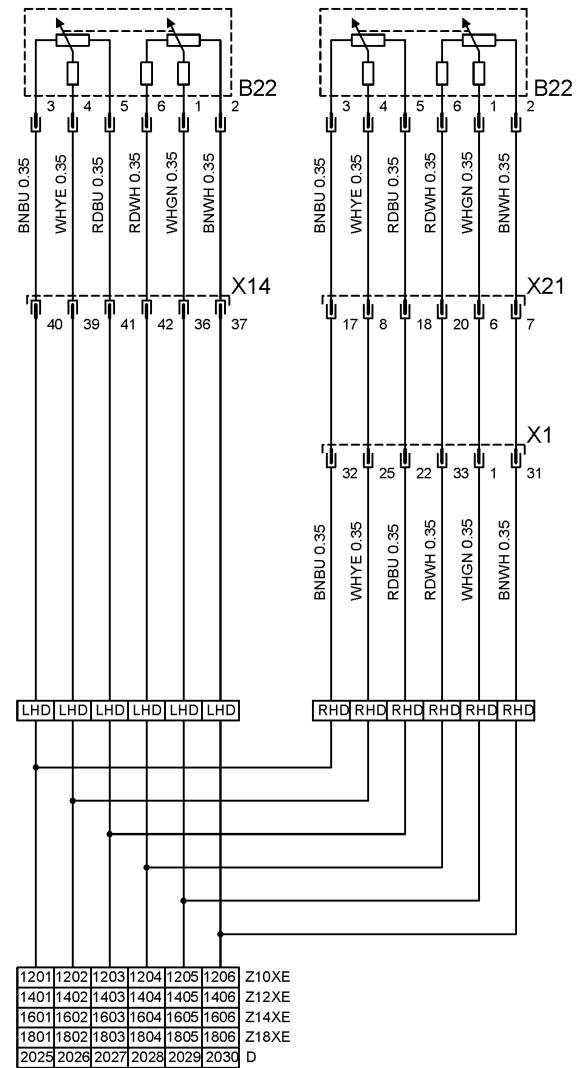 B22 B22
3 4 5 6 1 2 3 4 5 6 1 2
BNBU 0.35 WHYE 0.35 RDBU 0.35 RDWH 0.35 WHGN 0.35 BNWH 0.35 BNBU 0.35 WHYE 0.35 RDBU 0.35 RDWH 0.35 WHGN 0.35 BNWH 0.35
X14 X21
40 39 41 42 36 37 17 8 18 20 6 7
X1
32 25 22 33 1 31
BNBU 0.35 WHYE 0.35 RDBU 0.35 RDWH 0.35 WHGN 0.35 BNWH 0.35
LHD LHD LHD LHD LHD LHD RHD RHD RHD RHD RHD RHD
1201 1202 1203 1204 1205 1206 Z10XE
1401 1402 1403 1404 1405 1406 Z12XE
1601 1602 1603 1604 1605 1606 Z14XE
1801 1802 1803 1804 1805 1806 Z18XE
2025 2026 2027 2028 2029 2030 D